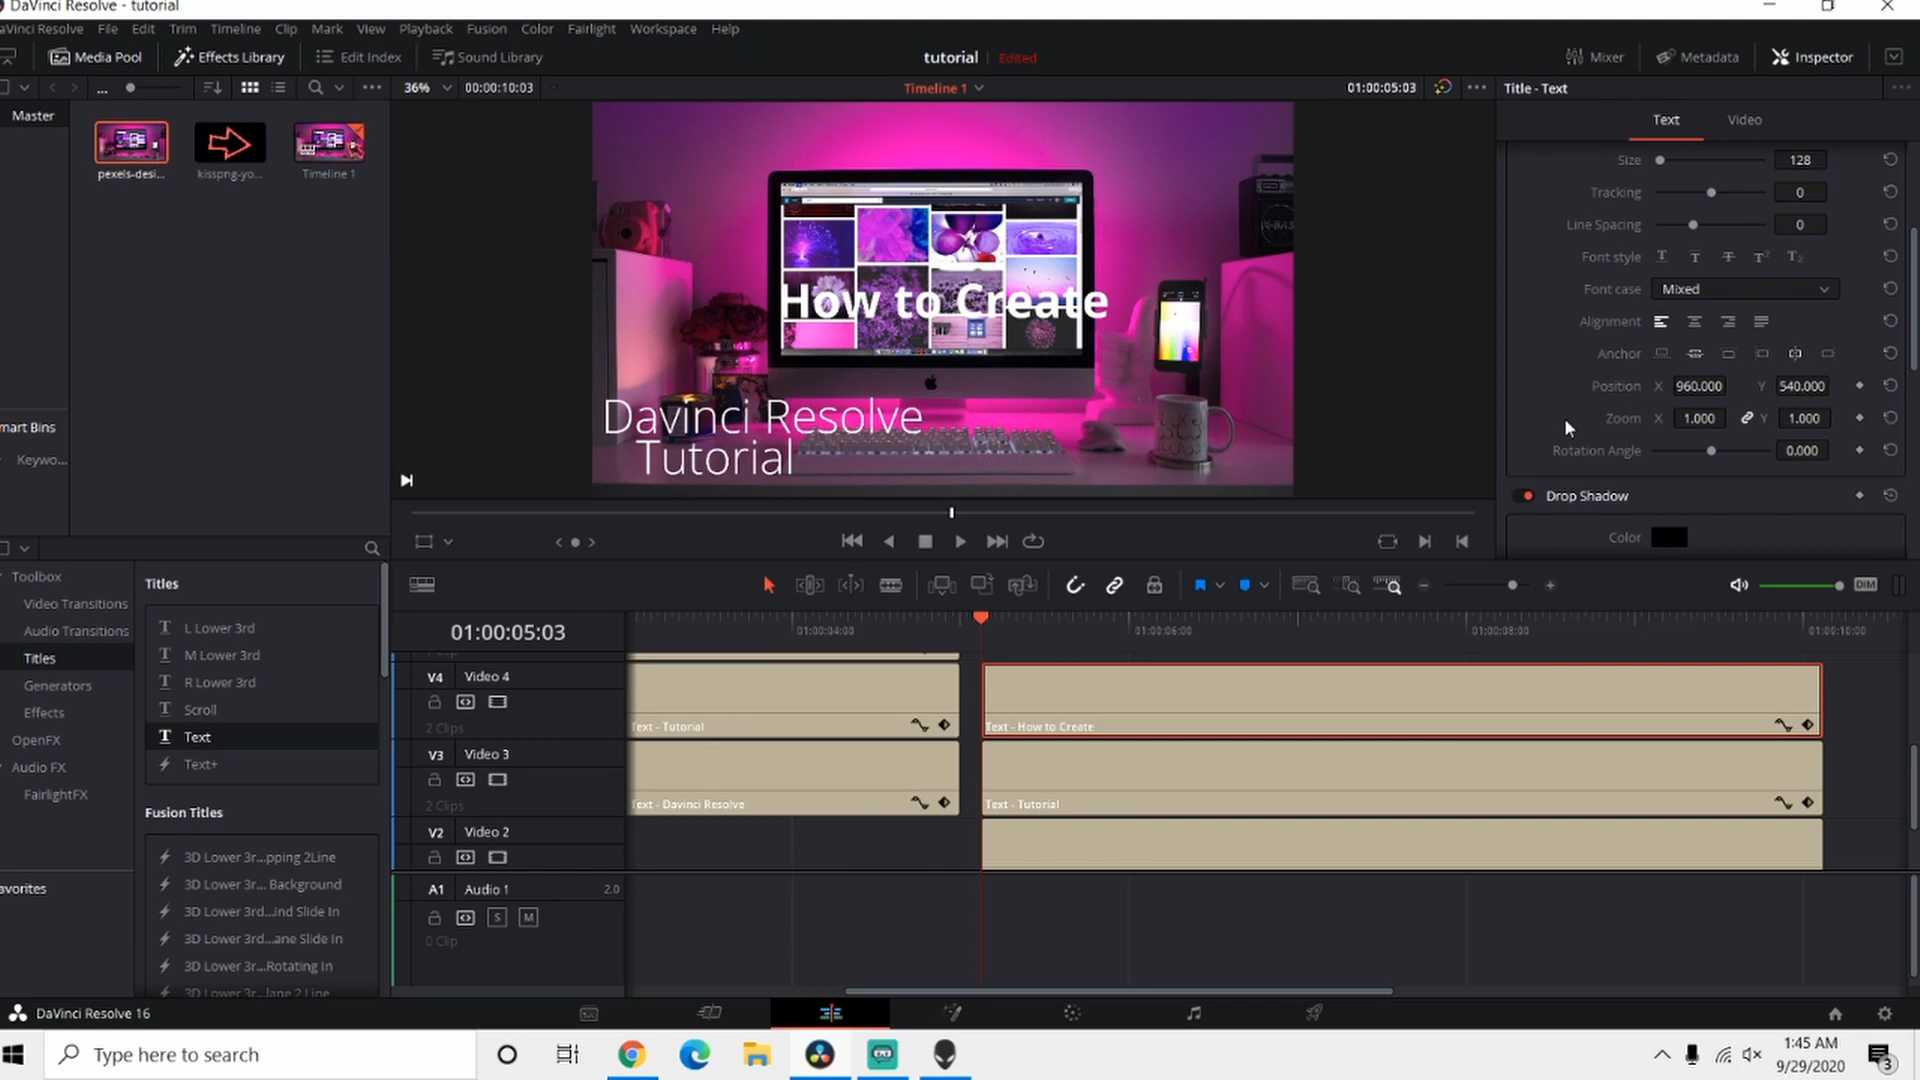 DaVinci Resolve - tutorial
aVinci Resolve File Edit Trim Timeline Clip Mark View Playback Fusion Color Fairlight Workspace Help
Media Pool Effects Library Edit Index Sound Library tutorial Edited Mixer Metadata Inspector
... 36% 00:00:10:03 Timeline 1 01:00:05:03 Title - Text
Master
pexels-desi...
kisspng-yo...
Timeline 1
mart Bins
Keywo...
How to Create
Davinci Resolve
Tutorial
Text Video
Size 128
Tracking 0
Line Spacing 0
Font style T T T T² T₂
Font case Mixed
Alignment
Anchor
Position X 960.000 Y 540.000
Zoom X 1.000 Y 1.000
Rotation Angle 0.000
Drop Shadow
Color
Toolbox
Video Transitions
Audio Transitions
Titles
Generators
Effects
OpenFX
Audio FX
FairlightFX
avorites
Titles
L Lower 3rd
M Lower 3rd
R Lower 3rd
Scroll
Text
Text+
Fusion Titles
3D Lower 3r...pping 2Line
3D Lower 3r... Background
3D Lower 3rd...ind Slide In
3D Lower 3rd...ane Slide In
3D Lower 3r...Rotating In
3D Lower 3r...lane 2 Line
DIM
01:00:05:03 01:00:04:00 01:00:06:00 01:00:08:00 01:00:10:00
V4 Video 4
2 Clips
Text - Tutorial
Text - How to Create
V3 Video 3
2 Clips
Text - Davinci Resolve
Text - Tutorial
V2 Video 2
A1 Audio 1 2.0
S M
0 Clip
DaVinci Resolve 16
Type here to search
1:45 AM
9/29/2020
3